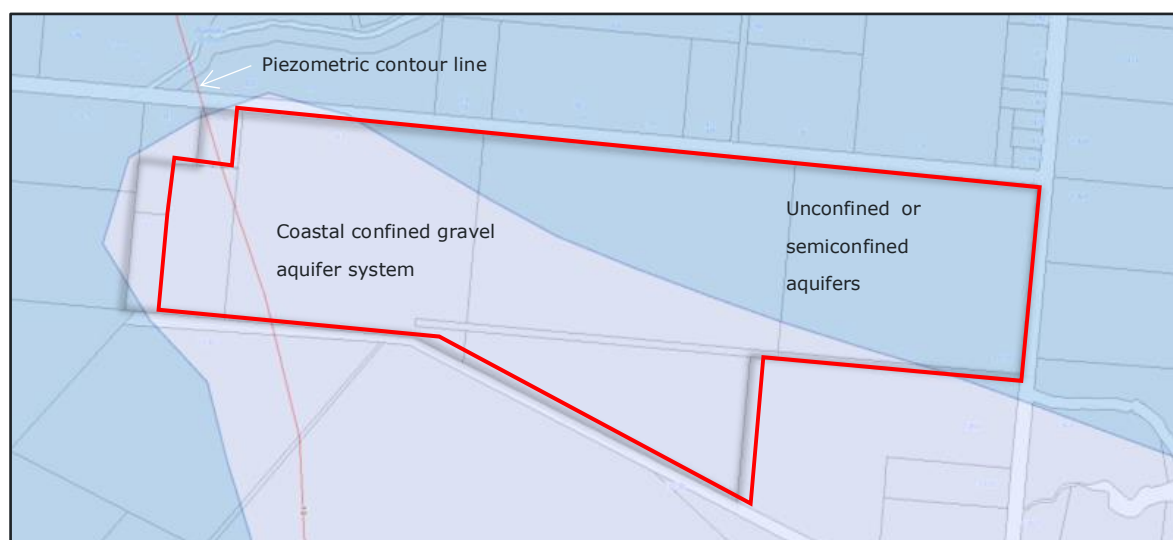 Piezometric contour line
Coastal confined gravel
aquifer system
Unconfined or
semiconfined
aquifers